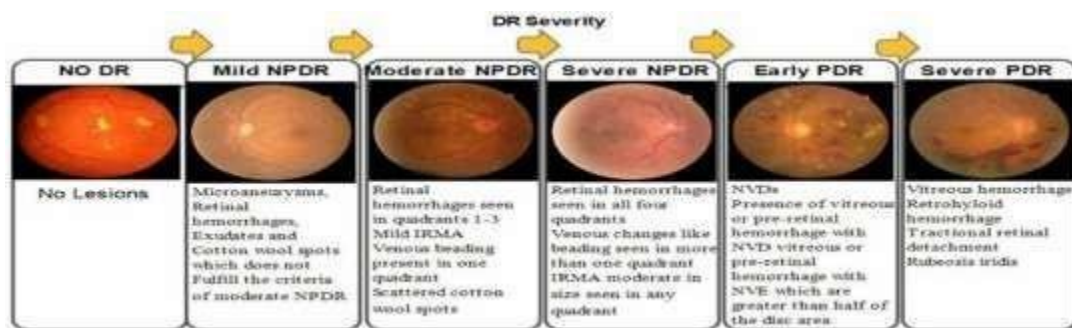 DR Severity
NO DR
No Lesions
Mild NPDR
Microaneurysms,
Retinal
hemorrhages,
Exudates and
Cotton wool spots
which does not
Fulfill the criteria
of moderate NPDR
Moderate NPDR
Retinal
hemorrhages seen
in quadrants 1-3
Mild IRMA
Venous beading
present in one
quadrant
Scattered cotton
wool spots
Severe NPDR
Retinal hemorrhages
seen in all four
quadrants
Venous changes like
beading seen in more
than one quadrant
IRMA moderate in
size seen in any
quadrant
Early PDR
NVDs
Presence of vitreous
or pre-retinal
hemorrhage with
NVD vitreous or
pre-retinal
hemorrhage with
NVE which are
greater than half of
the disc area
Severe PDR
Vitreous hemorrhage
Retrohyloid
hemorrhage
Tractional retinal
detachment
Rubeosis iridis